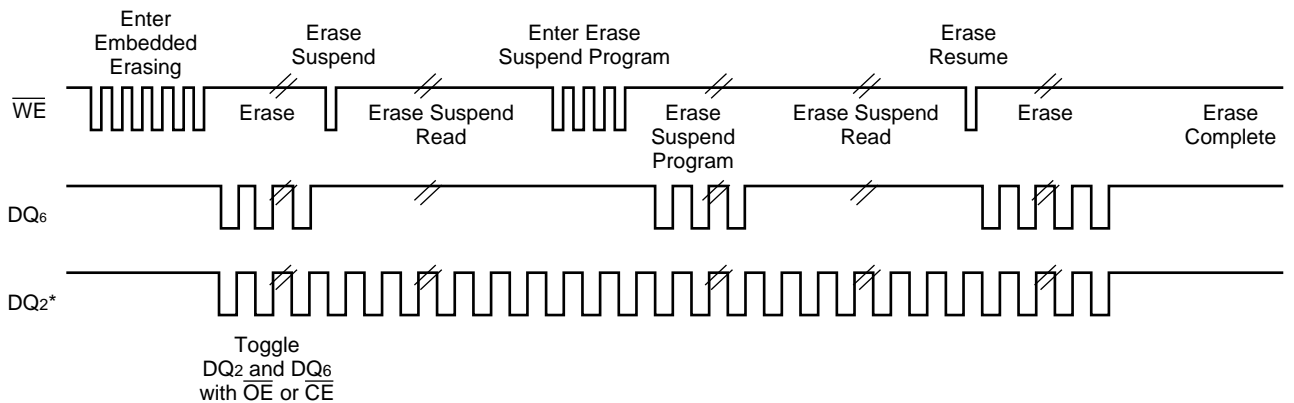 Enter
Embedded
Erasing
Erase
Suspend
Enter Erase
Suspend Program
Erase
Resume
WE
Erase
Erase Suspend
Read
Erase
Suspend
Program
Erase Suspend
Read
Erase
Erase
Complete
DQ6
DQ2*
Toggle
DQ2 and DQ6
with OE or CE